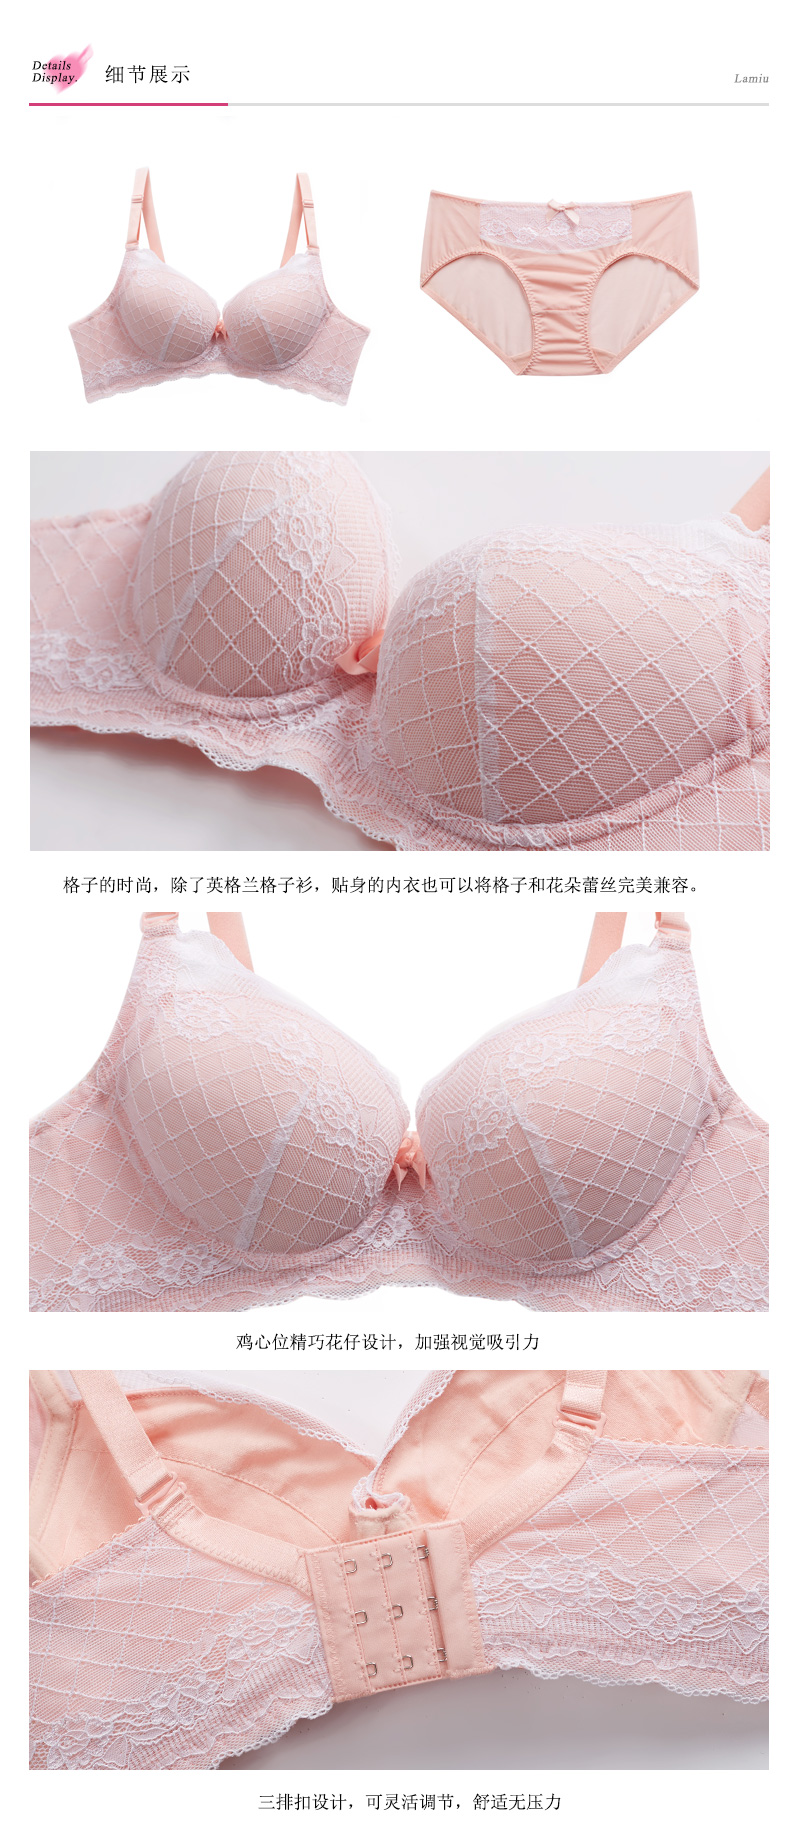 Details
Display.
细节展示
Lamiu
格子的时尚，除了英格兰格子衫，贴身的内衣也可以将格子和花朵蕾丝完美兼容。
鸡心位精巧花仔设计，加强视觉吸引力
三排扣设计，可灵活调节，舒适无压力